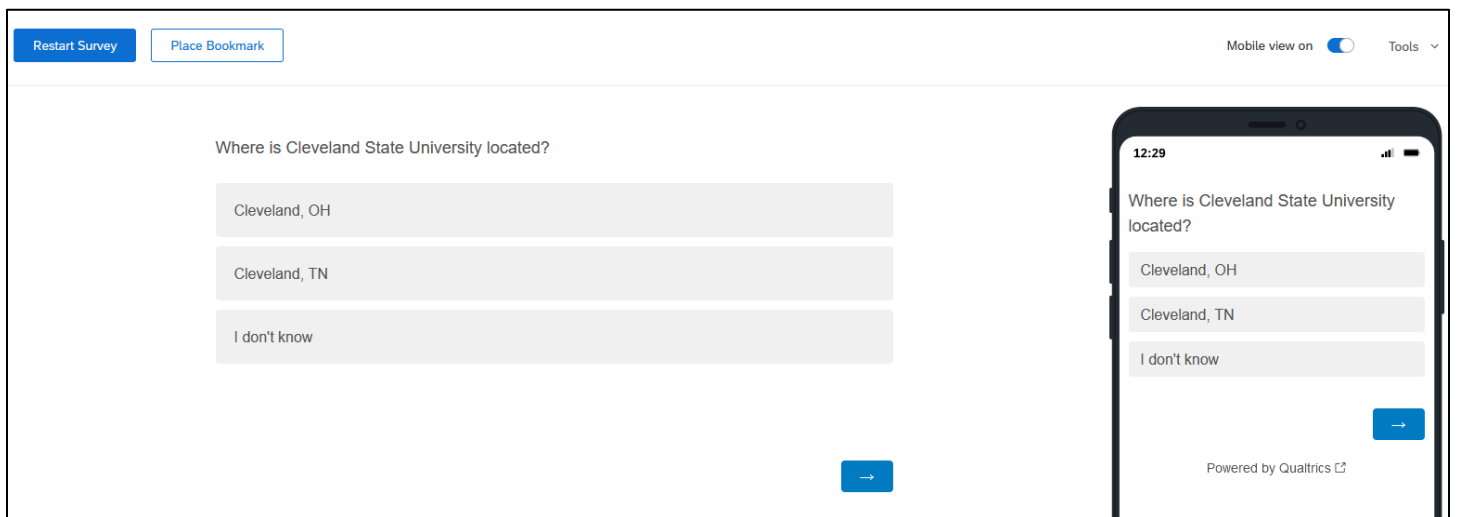 Restart Survey
Place Bookmark
Mobile view on
Tools
Where is Cleveland State University located?
Cleveland, OH
Cleveland, TN
I don't know
→
12:29
Where is Cleveland State University
located?
Cleveland, OH
Cleveland, TN
I don't know
→
Powered by Qualtrics